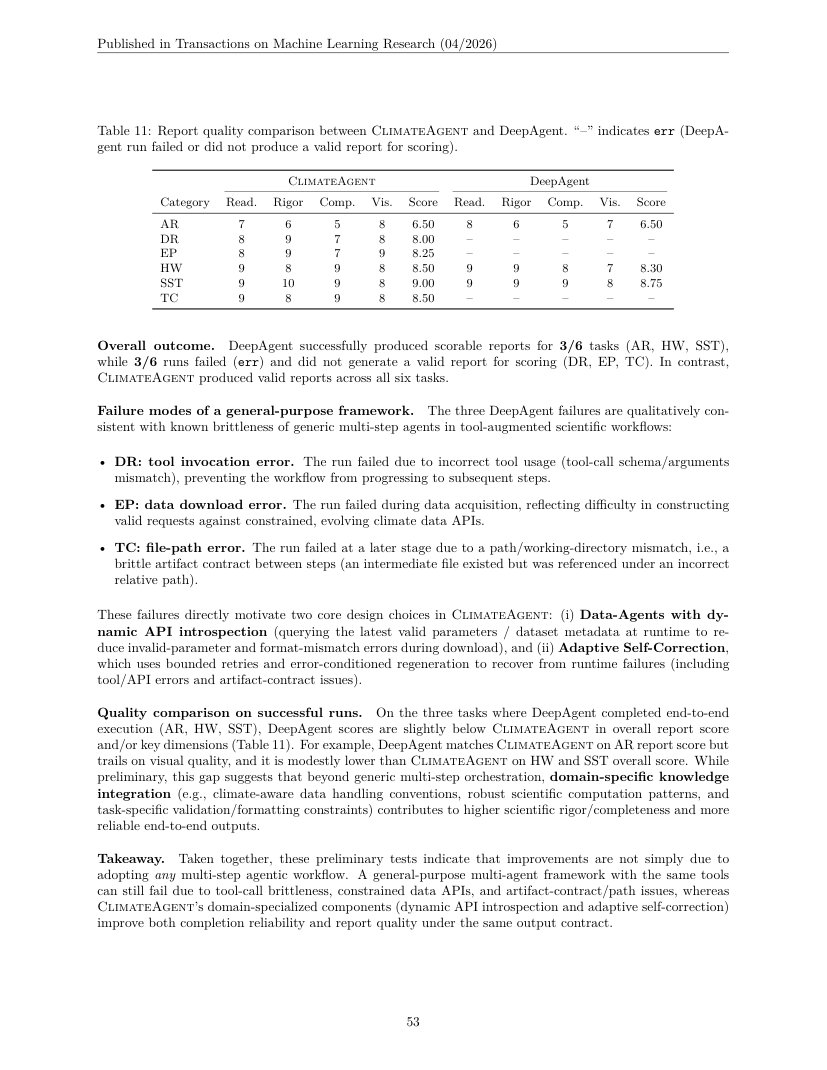 Published in Transactions on Machine Learning Research (04/2026)
Table 11: Report quality comparison between CLIMATEAGENT and DeepAgent. “–” indicates err (DeepA-
gent run failed or did not produce a valid report for scoring).
CLIMATEAGENT DeepAgent
Category Read. Rigor Comp. Vis. Score Read. Rigor Comp. Vis. Score
AR 7 6 5 8 6.50 8 6 5 7 6.50
DR 8 9 7 8 8.00 – – – – –
EP 8 9 7 9 8.25 – – – – –
HW 9 8 9 8 8.50 9 9 8 7 8.30
SST 9 10 9 8 9.00 9 9 9 8 8.75
TC 9 8 9 8 8.50 – – – – –
Overall outcome. DeepAgent successfully produced scorable reports for 3/6 tasks (AR, HW, SST),
while 3/6 runs failed (err) and did not generate a valid report for scoring (DR, EP, TC). In contrast,
CLIMATEAGENT produced valid reports across all six tasks.
Failure modes of a general-purpose framework. The three DeepAgent failures are qualitatively con-
sistent with known brittleness of generic multi-step agents in tool-augmented scientific workflows:
• DR: tool invocation error. The run failed due to incorrect tool usage (tool-call schema/arguments
mismatch), preventing the workflow from progressing to subsequent steps.
• EP: data download error. The run failed during data acquisition, reflecting difficulty in constructing
valid requests against constrained, evolving climate data APIs.
• TC: file-path error. The run failed at a later stage due to a path/working-directory mismatch, i.e., a
brittle artifact contract between steps (an intermediate file existed but was referenced under an incorrect
relative path).
These failures directly motivate two core design choices in CLIMATEAGENT: (i) Data-Agents with dy-
namic API introspection (querying the latest valid parameters / dataset metadata at runtime to re-
duce invalid-parameter and format-mismatch errors during download), and (ii) Adaptive Self-Correction,
which uses bounded retries and error-conditioned regeneration to recover from runtime failures (including
tool/API errors and artifact-contract issues).
Quality comparison on successful runs. On the three tasks where DeepAgent completed end-to-end
execution (AR, HW, SST), DeepAgent scores are slightly below CLIMATEAGENT in overall report score
and/or key dimensions (Table 11). For example, DeepAgent matches CLIMATEAGENT on AR report score but
trails on visual quality, and it is modestly lower than CLIMATEAGENT on HW and SST overall score. While
preliminary, this gap suggests that beyond generic multi-step orchestration, domain-specific knowledge
integration (e.g., climate-aware data handling conventions, robust scientific computation patterns, and
task-specific validation/formatting constraints) contributes to higher scientific rigor/completeness and more
reliable end-to-end outputs.
Takeaway. Taken together, these preliminary tests indicate that improvements are not simply due to
adopting any multi-step agentic workflow. A general-purpose multi-agent framework with the same tools
can still fail due to tool-call brittleness, constrained data APIs, and artifact-contract/path issues, whereas
CLIMATEAGENT’s domain-specialized components (dynamic API introspection and adaptive self-correction)
improve both completion reliability and report quality under the same output contract.
53